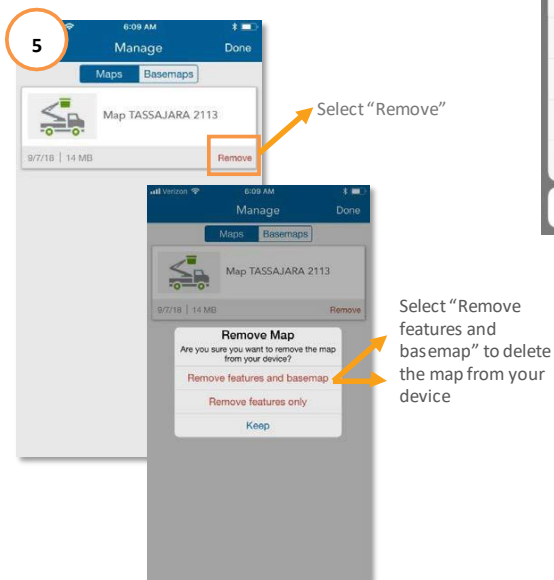 5
6:09 AM
Manage
Done
Maps
Basemaps
Map TASSAJARA 2113
9/7/18 | 14 MB
Remove
Select "Remove"
Verizon
6:09 AM
Manage
Done
Maps
Basemaps
Map TASSAJARA 2113
9/7/18 | 14 MB
Remove
Remove Map
Are you sure you want to remove the map
from your device?
Remove features and basemap
Remove features only
Keep
Select "Remove
features and
basemap" to delete
the map from your
device